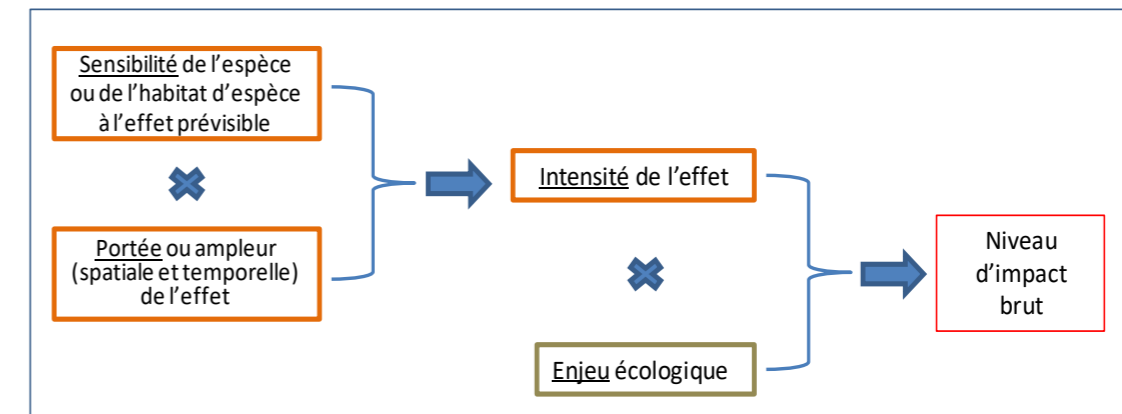 Sensibilité de l’espèce
ou de l’habitat d’espèce
à l’effet prévisible
Portée ou ampleur
(spatiale et temporelle)
de l’effet
Intensité de l’effet
Enjeu écologique
Niveau
d’impact
brut